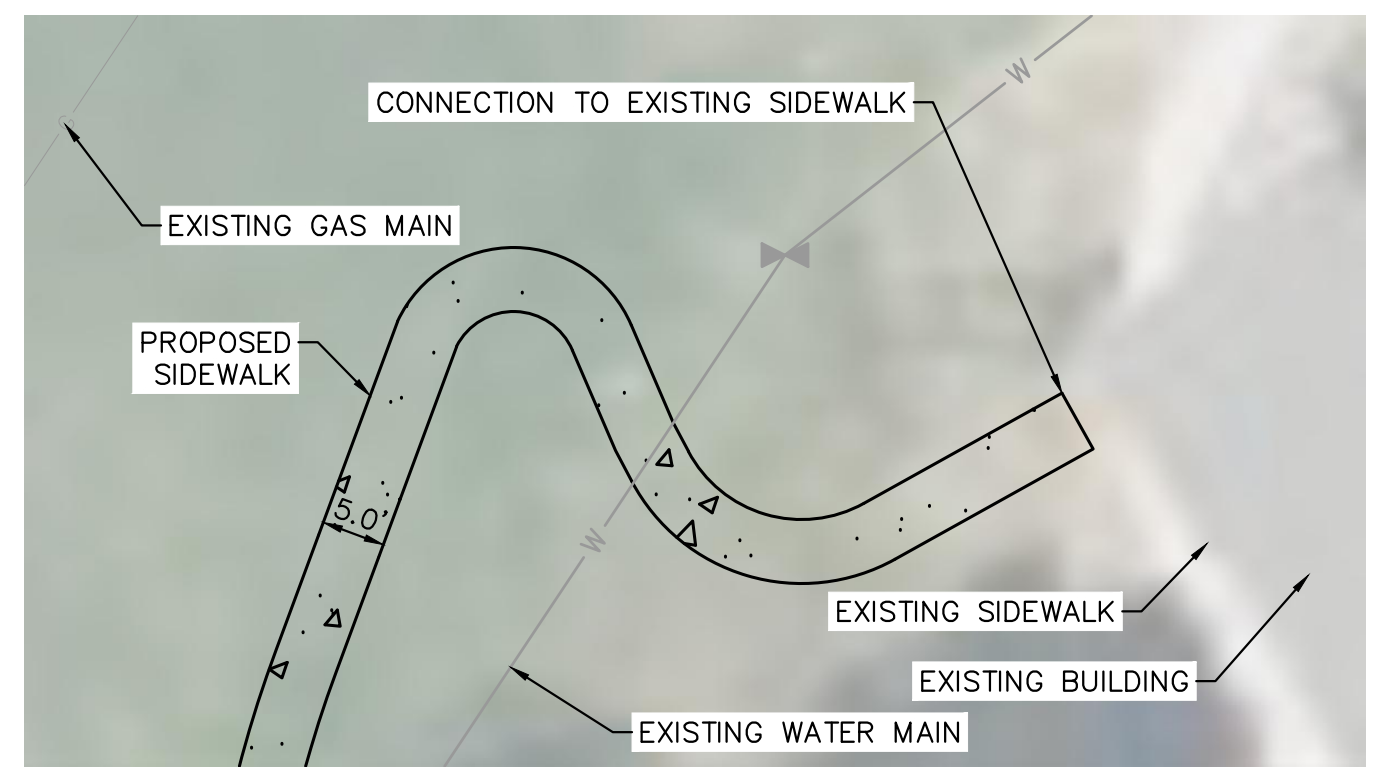 W
CONNECTION TO EXISTING SIDEWALK
G
EXISTING GAS MAIN
PROPOSED
SIDEWALK
5.0'
W
EXISTING SIDEWALK
EXISTING BUILDING
EXISTING WATER MAIN